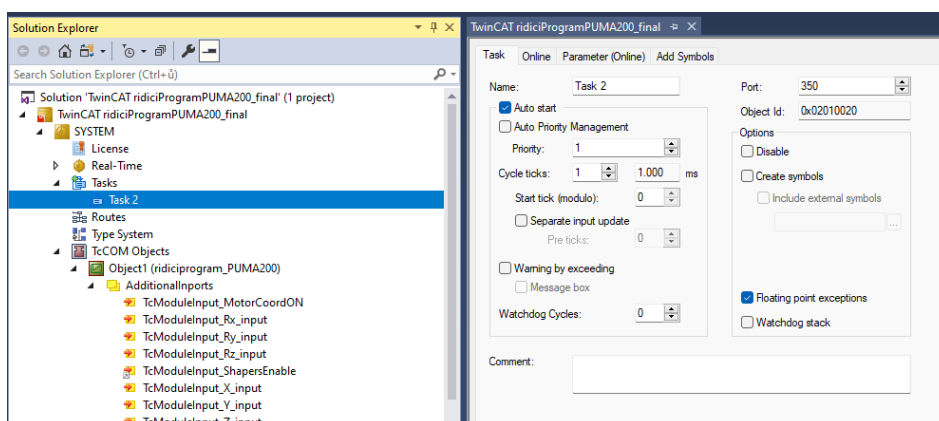 Solution Explorer
Search Solution Explorer (Ctrl+ů)
Solution 'TwinCAT ridiciProgramPUMA200_final' (1 project)
TwinCAT ridiciProgramPUMA200_final
SYSTEM
License
Real-Time
Tasks
Task 2
Routes
Type System
TcCOM Objects
Object1 (ridiciprogram_PUMA200)
AdditionalInports
TcModuleInput_MotorCoordON
TcModuleInput_Rx_input
TcModuleInput_Ry_input
TcModuleInput_Rz_input
TcModuleInput_ShapersEnable
TcModuleInput_X_input
TcModuleInput_Y_input
TcModuleInput_Z_input
TwinCAT ridiciProgramPUMA200_final
Task Online Parameter (Online) Add Symbols
Name: Task 2
Auto start
Auto Priority Management
Priority: 1
Cycle ticks: 1 1.000 ms
Start tick (modulo): 0
Separate input update
Pre ticks: 0
Warning by exceeding
Message box
Watchdog Cycles: 0
Port: 350
Object Id: 0x02010020
Options
Disable
Create symbols
Include external symbols
...
Floating point exceptions
Watchdog stack
Comment: